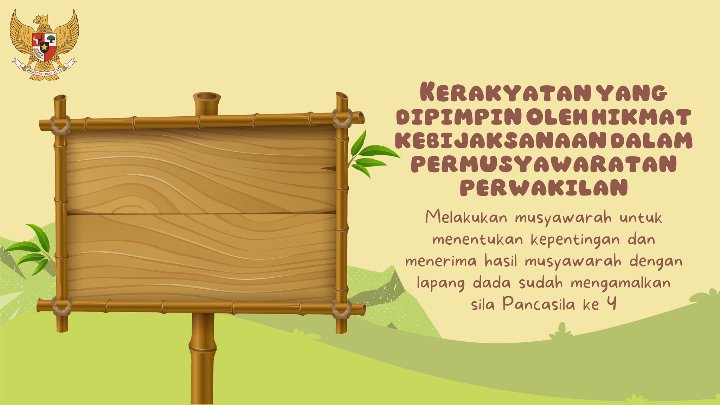 Kerakyatan yang
dipimpin oleh hikmat
kebijaksanaan dalam
permusyawaratan
perwakilan
Melakukan musyawarah untuk
menentukan kepentingan dan
menerima hasil musyawarah dengan
lapang dada sudah mengamalkan
sila Pancasila ke 4